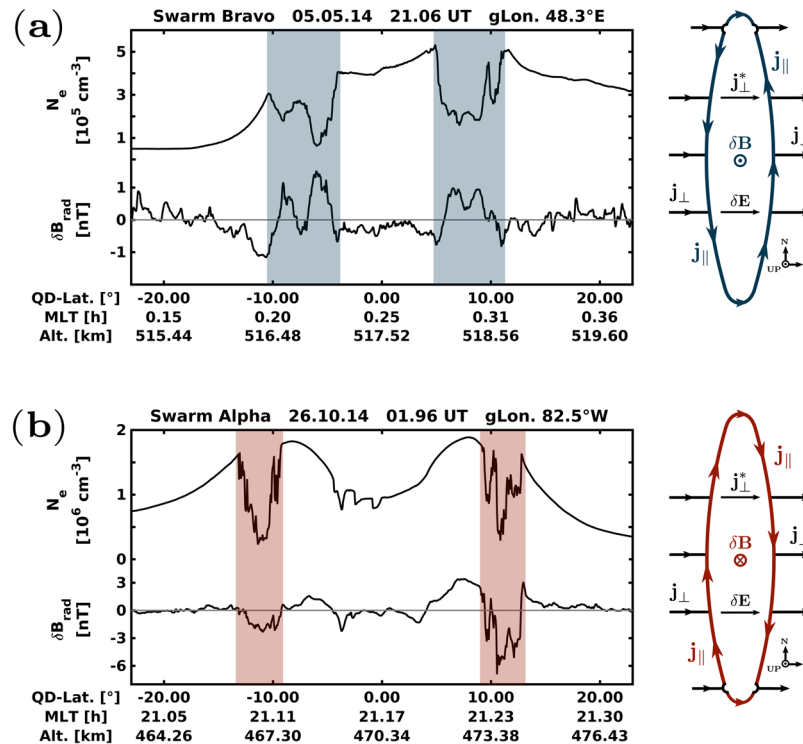 (a) Swarm Bravo 05.05.14 21.06 UT gLon. 48.3°E
Nₑ [10⁵ cm⁻³]
5
3
1
δB_rad [nT]
1
0
-1
QD-Lat. [°] -20.00 -10.00 0.00 10.00 20.00
MLT [h] 0.15 0.20 0.25 0.31 0.36
Alt. [km] 515.44 516.48 517.52 518.56 519.60
j∥
j⊥*
δB
j⊥
j⊥
δE
j∥
N
UP
(b) Swarm Alpha 26.10.14 01.96 UT gLon. 82.5°W
Nₑ [10⁶ cm⁻³]
2
1
0
δB_rad [nT]
3
0
-3
-6
QD-Lat. [°] -20.00 -10.00 0.00 10.00 20.00
MLT [h] 21.05 21.11 21.17 21.23 21.30
Alt. [km] 464.26 467.30 470.34 473.38 476.43
j∥
j⊥*
δB
j⊥
j⊥
δE
j∥
N
UP